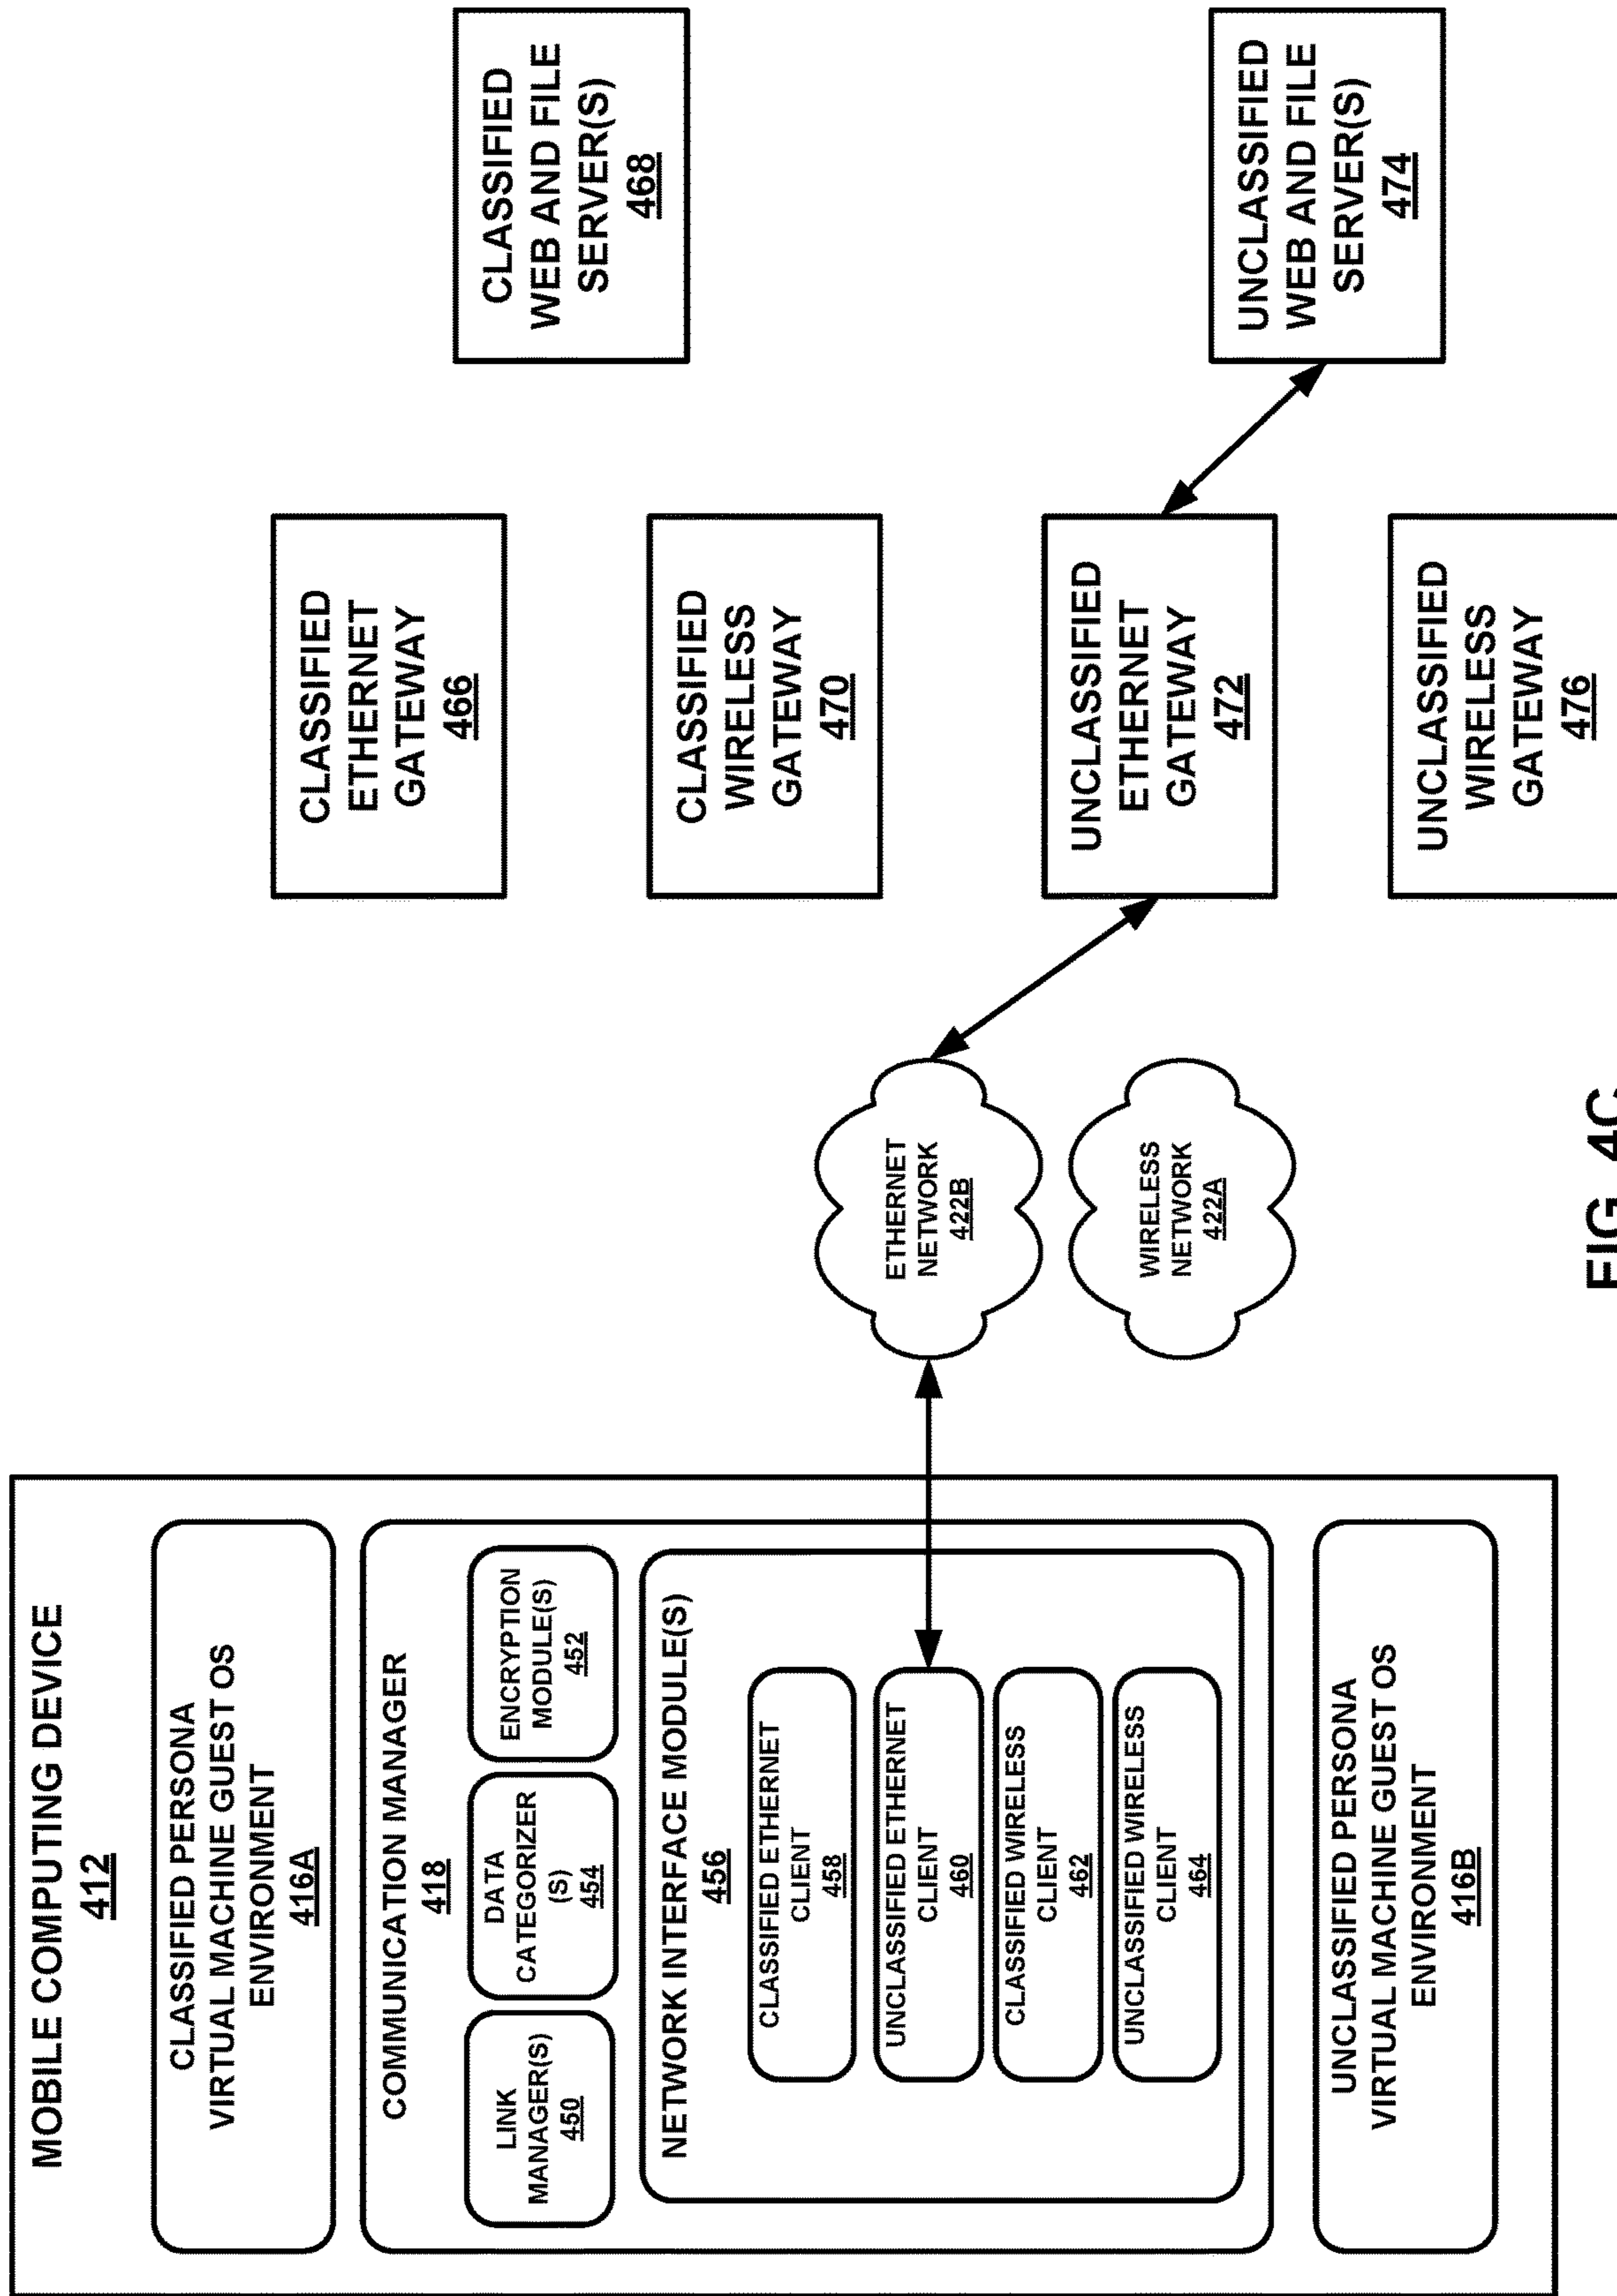 MOBILE COMPUTING DEVICE
412
CLASSIFIED PERSONA
VIRTUAL MACHINE GUEST OS
ENVIRONMENT
416A
COMMUNICATION MANAGER
418
LINK
MANAGER(S)
450
DATA
CATEGORIZER
(S)
454
ENCRYPTION
MODULE(S)
452
NETWORK INTERFACE MODULE(S)
456
CLASSIFIED ETHERNET
CLIENT
458
UNCLASSIFIED ETHERNET
CLIENT
460
CLASSIFIED WIRELESS
CLIENT
462
UNCLASSIFIED WIRELESS
CLIENT
464
UNCLASSIFIED PERSONA
VIRTUAL MACHINE GUEST OS
ENVIRONMENT
416B
ETHERNET
NETWORK
422B
WIRELESS
NETWORK
422A
CLASSIFIED
ETHERNET
GATEWAY
466
CLASSIFIED
WIRELESS
GATEWAY
470
UNCLASSIFIED
ETHERNET
GATEWAY
472
UNCLASSIFIED
WIRELESS
GATEWAY
476
CLASSIFIED
WEB AND FILE
SERVER(S)
468
UNCLASSIFIED
WEB AND FILE
SERVER(S)
474
FIG. 4C